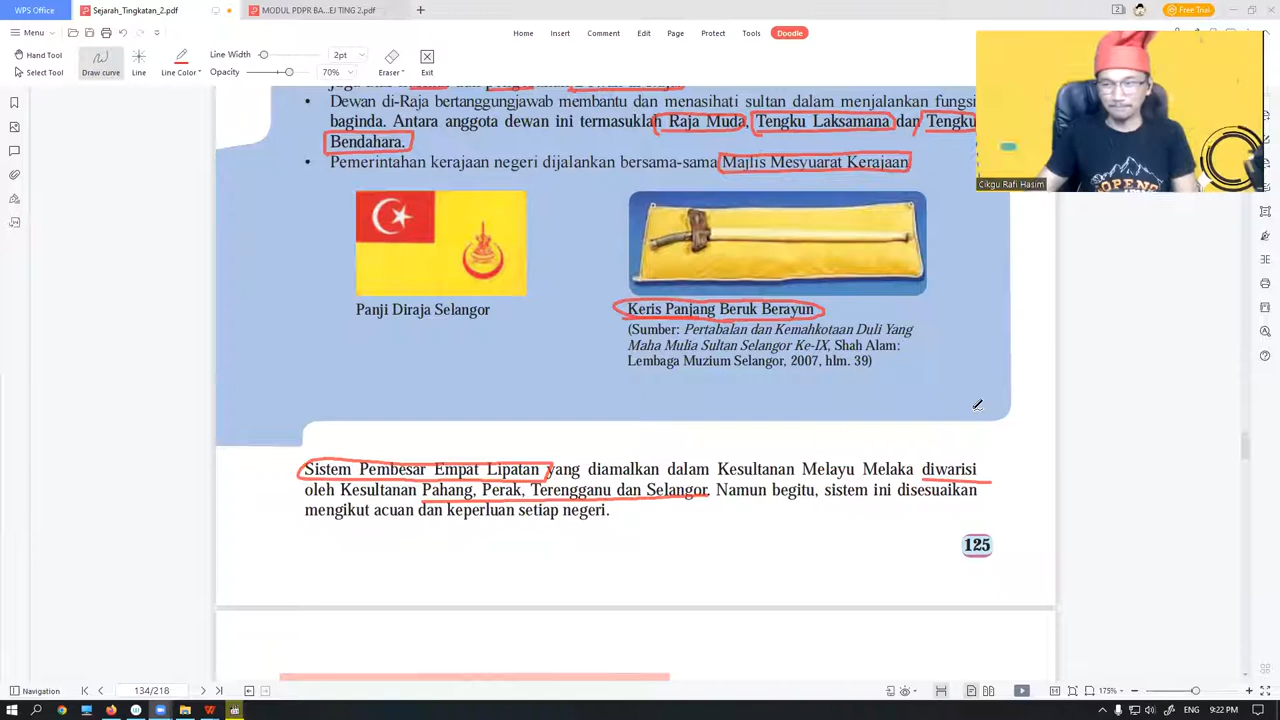 WPS Office
Sejarah_Tingkatan_2.pdf
MODUL PDPR BA...EJ TING 2.pdf
Free Trial
Menu
Home Insert Comment Edit Page Protect Tools Doodle
Hand Tool
Select Tool
Draw curve
Line
Line Color
Line Width 2pt
Opacity 70%
Eraser
Exit
• Dewan di-Raja bertanggungjawab membantu dan menasihati sultan dalam menjalankan fungsi
baginda. Antara anggota dewan ini termasuklah Raja Muda, Tengku Laksamana dan Tengku
Bendahara.
• Pemerintahan kerajaan negeri dijalankan bersama-sama Majlis Mesyuarat Kerajaan
Cikgu Rafi Hasim
Panji Diraja Selangor
Keris Panjang Beruk Berayun
(Sumber: Pertabalan dan Kemahkotaan Duli Yang
Maha Mulia Sultan Selangor Ke-IX, Shah Alam:
Lembaga Muzium Selangor, 2007, hlm. 39)
Sistem Pembesar Empat Lipatan yang diamalkan dalam Kesultanan Melayu Melaka diwarisi
oleh Kesultanan Pahang, Perak, Terengganu dan Selangor. Namun begitu, sistem ini disesuaikan
mengikut acuan dan keperluan setiap negeri.
125
Navigation
134/218
175%
ENG
9:22 PM